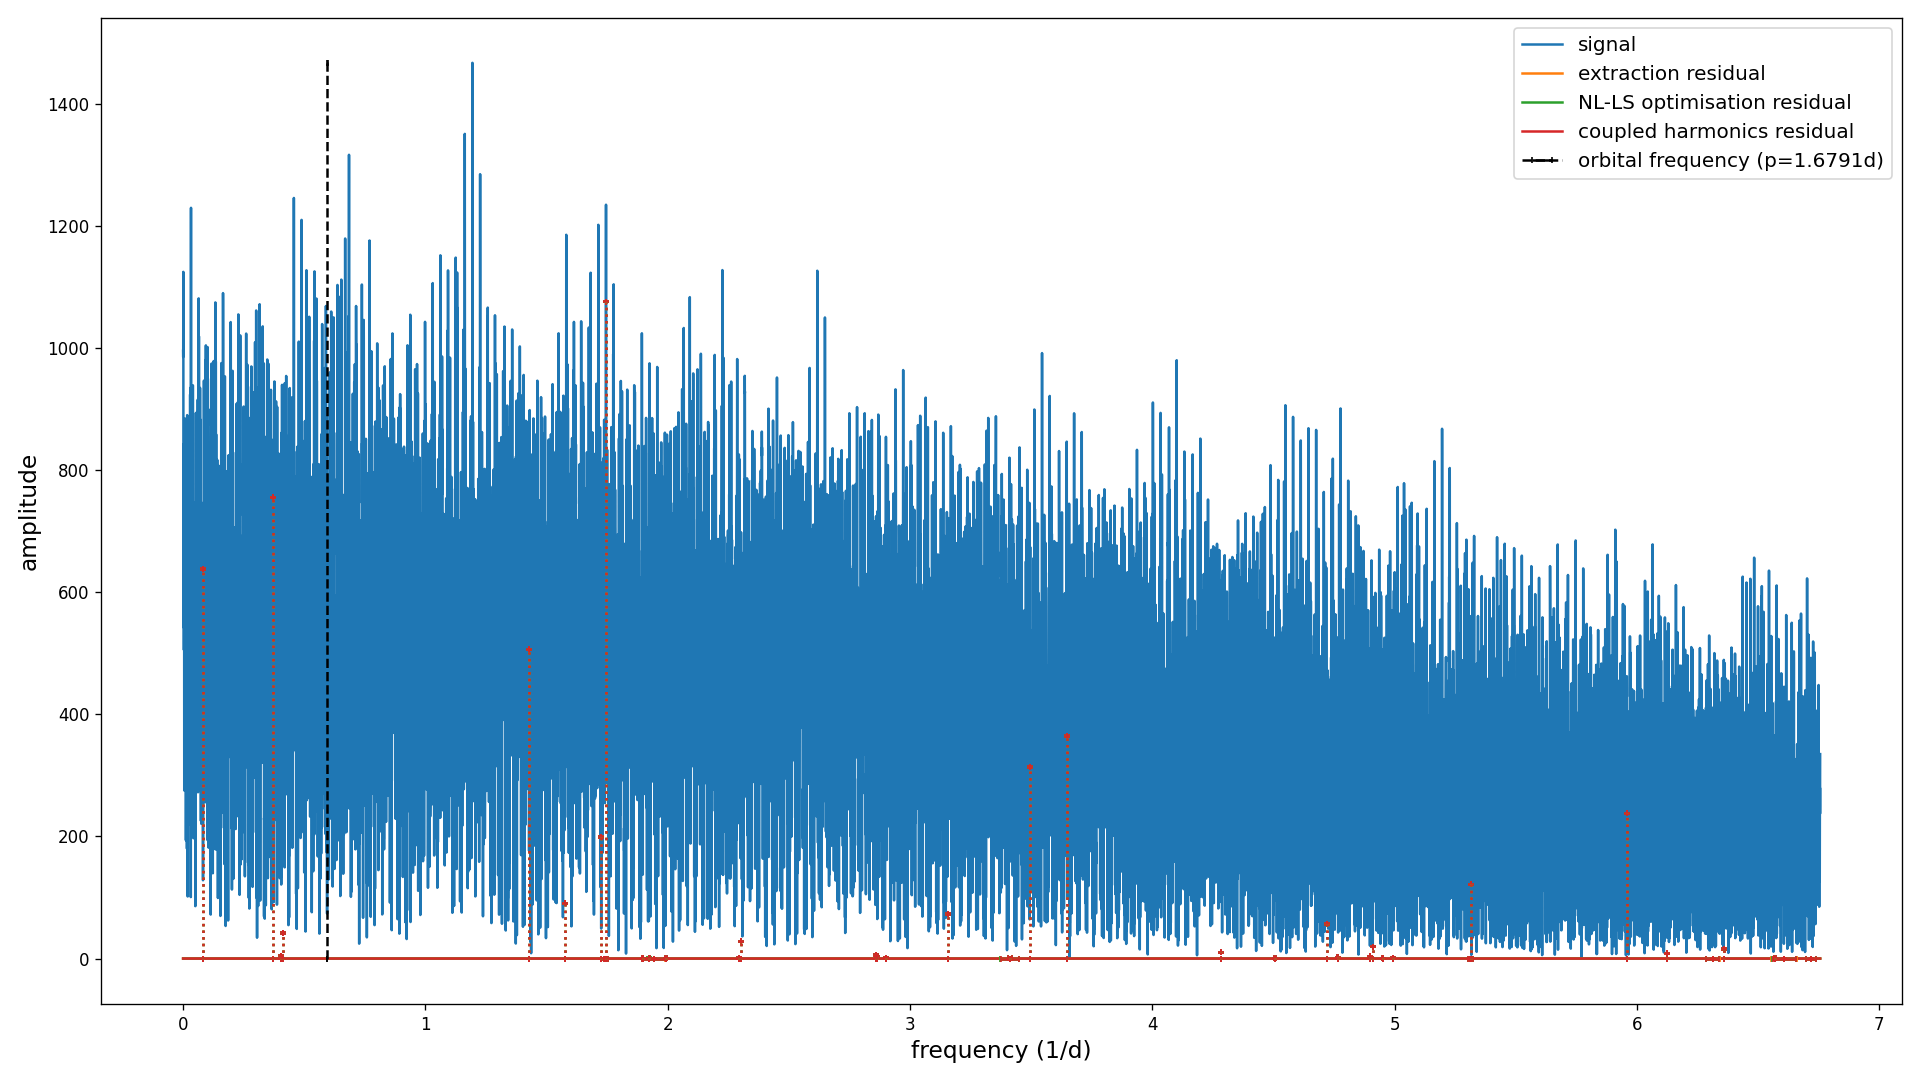 signal
extraction residual
NL-LS optimisation residual
coupled harmonics residual
orbital frequency (p=1.6791d)
1400
1200
1000
800
600
400
200
0
amplitude
0 1 2 3 4 5 6 7
frequency (1/d)